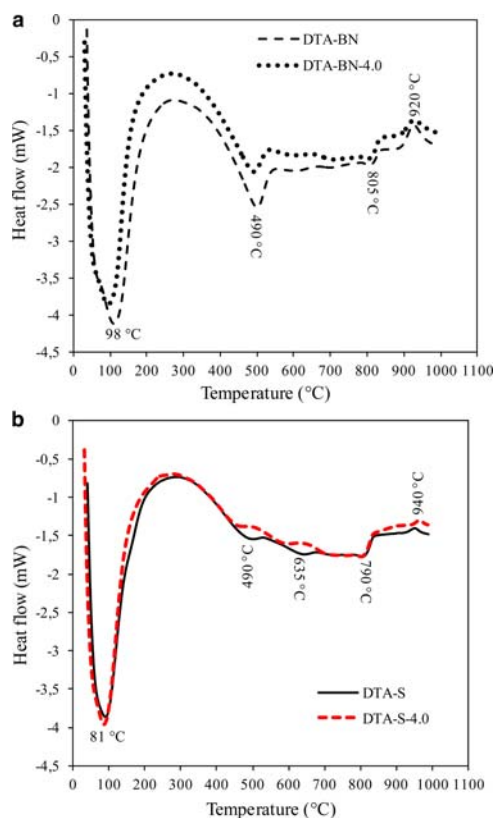 a
0
-0,5
-1
-1,5
-2
-2,5
-3
-3,5
-4
-4,5
Heat flow (mW)
DTA-BN
DTA-BN-4.0
98 °C
490 °C
805 °C
920 °C
0 100 200 300 400 500 600 700 800 900 1000 1100
Temperature (°C)
b
0
-0,5
-1
-1,5
-2
-2,5
-3
-3,5
-4
-4,5
Heat flow (mW)
81 °C
490 °C
635 °C
790 °C
940 °C
DTA-S
DTA-S-4.0
0 100 200 300 400 500 600 700 800 900 1000 1100
Temperature (°C)